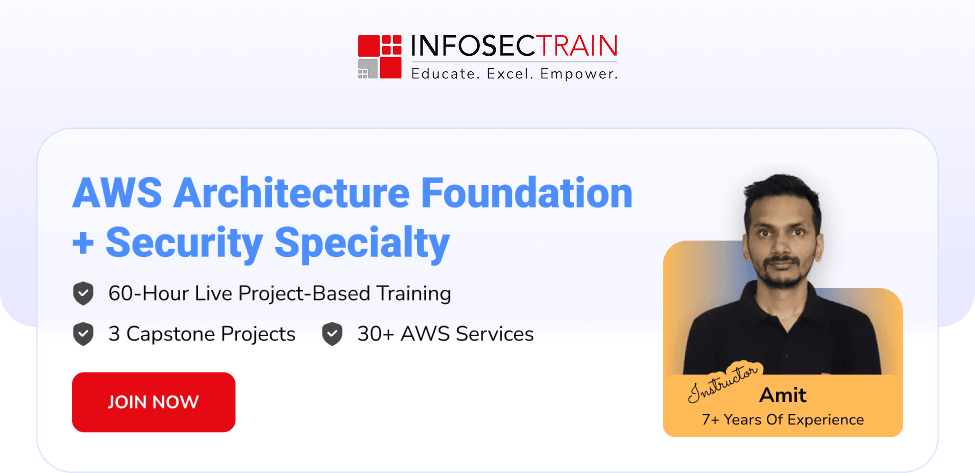 INFOSECTRAIN
Educate. Excel. Empower.
AWS Architecture Foundation
+ Security Specialty
60-Hour Live Project-Based Training
3 Capstone Projects
30+ AWS Services
JOIN NOW
Instructor
Amit
7+ Years Of Experience